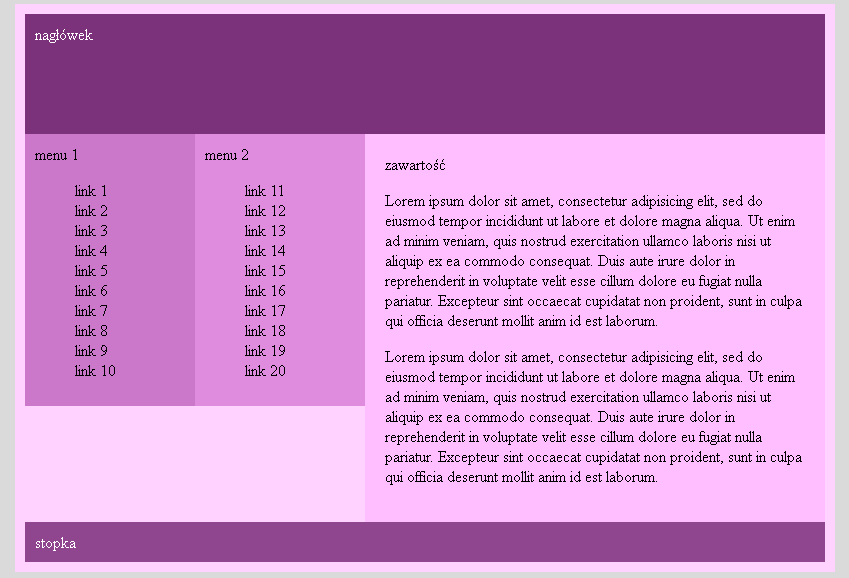 nagłówek
menu 1
link 1
link 2
link 3
link 4
link 5
link 6
link 7
link 8
link 9
link 10
menu 2
link 11
link 12
link 13
link 14
link 15
link 16
link 17
link 18
link 19
link 20
zawartość
Lorem ipsum dolor sit amet, consectetur adipisicing elit, sed do
eiusmod tempor incididunt ut labore et dolore magna aliqua. Ut enim
ad minim veniam, quis nostrud exercitation ullamco laboris nisi ut
aliquip ex ea commodo consequat. Duis aute irure dolor in
reprehenderit in voluptate velit esse cillum dolore eu fugiat nulla
pariatur. Excepteur sint occaecat cupidatat non proident, sunt in culpa
qui officia deserunt mollit anim id est laborum.
Lorem ipsum dolor sit amet, consectetur adipisicing elit, sed do
eiusmod tempor incididunt ut labore et dolore magna aliqua. Ut enim
ad minim veniam, quis nostrud exercitation ullamco laboris nisi ut
aliquip ex ea commodo consequat. Duis aute irure dolor in
reprehenderit in voluptate velit esse cillum dolore eu fugiat nulla
pariatur. Excepteur sint occaecat cupidatat non proident, sunt in culpa
qui officia deserunt mollit anim id est laborum.
stopka